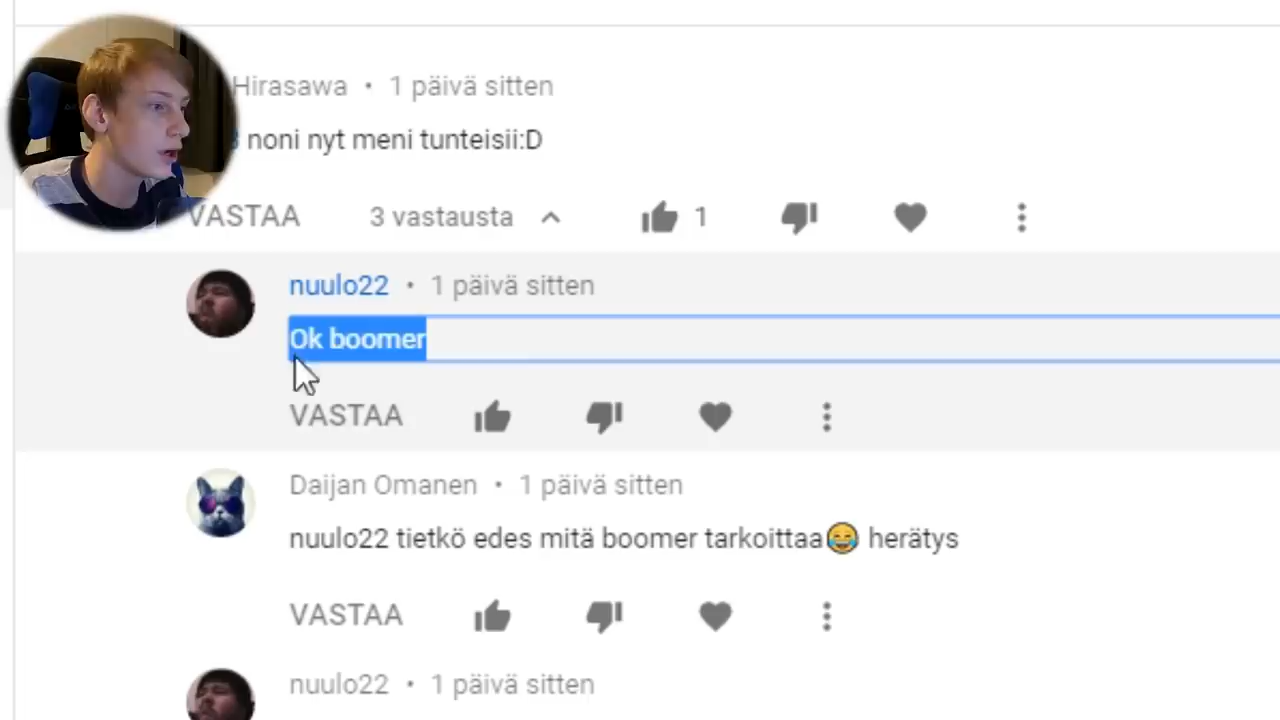 Hirasawa • 1 päivä sitten
noni nyt meni tunteisii:D
VASTAA 3 vastausta 1
nuulo22 • 1 päivä sitten
Ok boomer
VASTAA
Daijan Omanen • 1 päivä sitten
nuulo22 tietkö edes mitä boomer tarkoittaa😂 herätys
VASTAA
nuulo22 • 1 päivä sitten